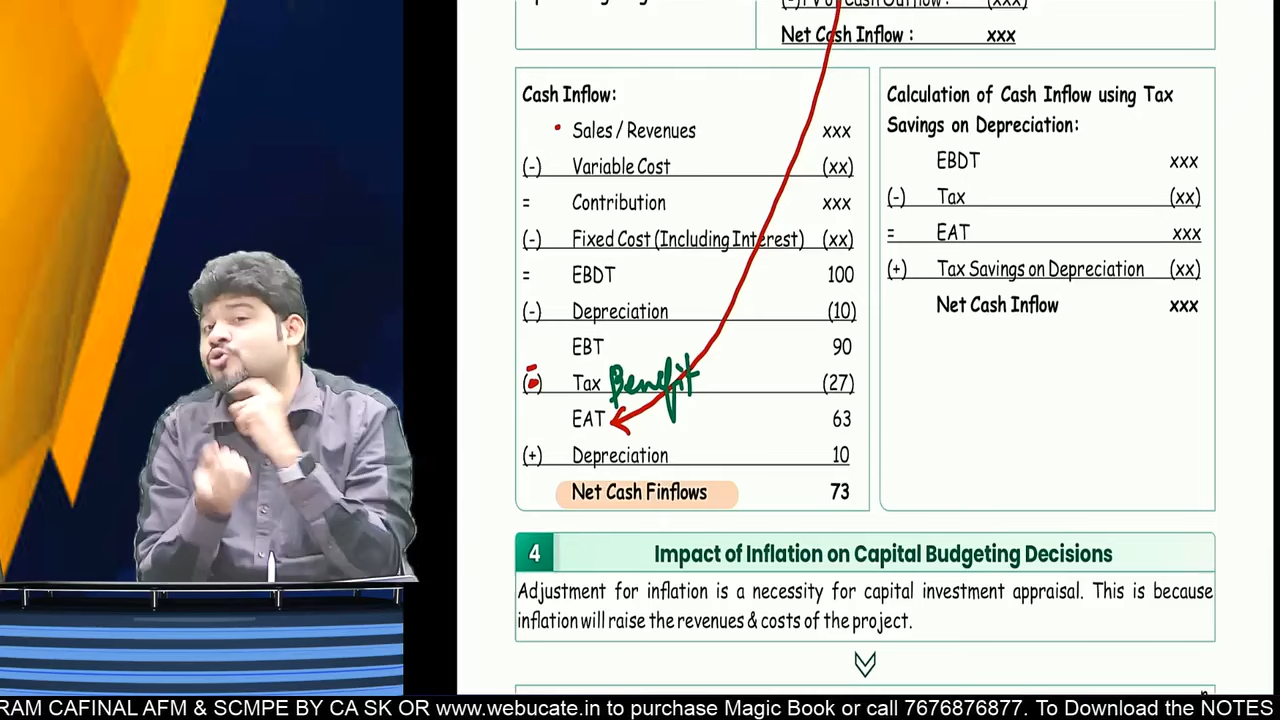 (-) PV of Cash Outflow : (xxx)
Net Cash Inflow : xxx
Cash Inflow:
Sales / Revenues xxx
(-) Variable Cost (xx)
= Contribution xxx
(-) Fixed Cost (Including Interest) (xx)
= EBDT 100
(-) Depreciation (10)
EBT 90
(-) Tax Benefit (27)
EAT 63
(+) Depreciation 10
Net Cash Finflows 73
Calculation of Cash Inflow using Tax
Savings on Depreciation:
EBDT xxx
(-) Tax (xx)
= EAT xxx
(+) Tax Savings on Depreciation (xx)
Net Cash Inflow xxx
4 Impact of Inflation on Capital Budgeting Decisions
Adjustment for inflation is a necessity for capital investment appraisal. This is because
inflation will raise the revenues & costs of the project.
RAM CAFINAL AFM & SCMPE BY CA SK OR www.webucate.in to purchase Magic Book or call 7676876877. To Download the NOTES